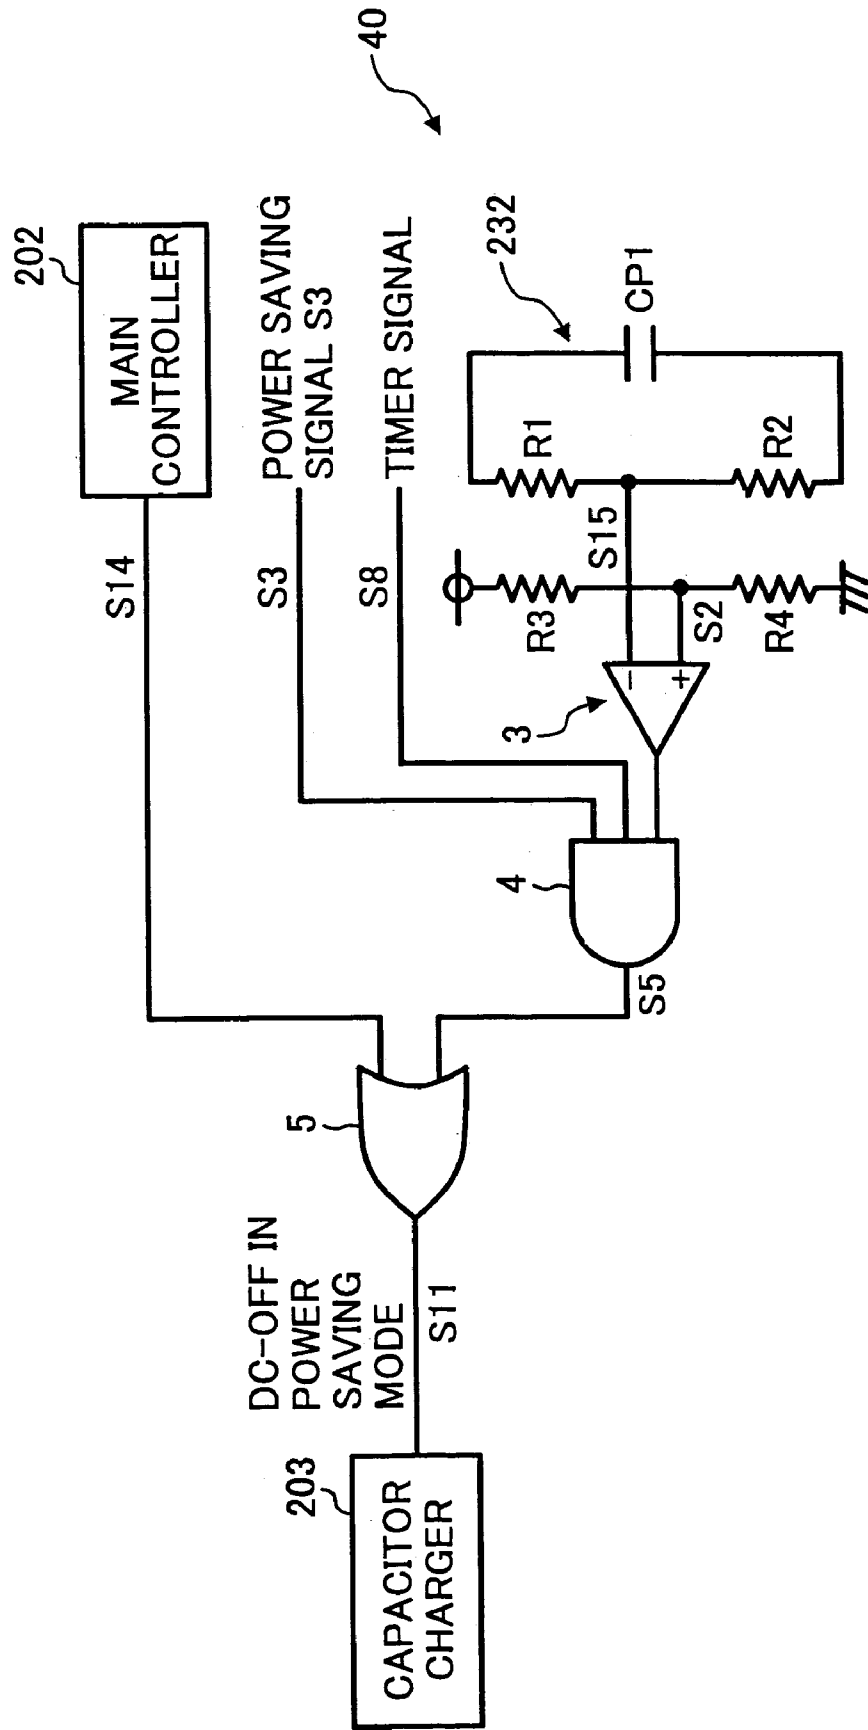 40
202
MAIN
CONTROLLER
S14
POWER SAVING
SIGNAL S3
S3
TIMER SIGNAL
S8
232
CP1
R1
R2
S15
R3
S2
R4
-
+
3
4
S5
5
DC-OFF IN
POWER
SAVING
MODE
S11
203
CAPACITOR
CHARGER